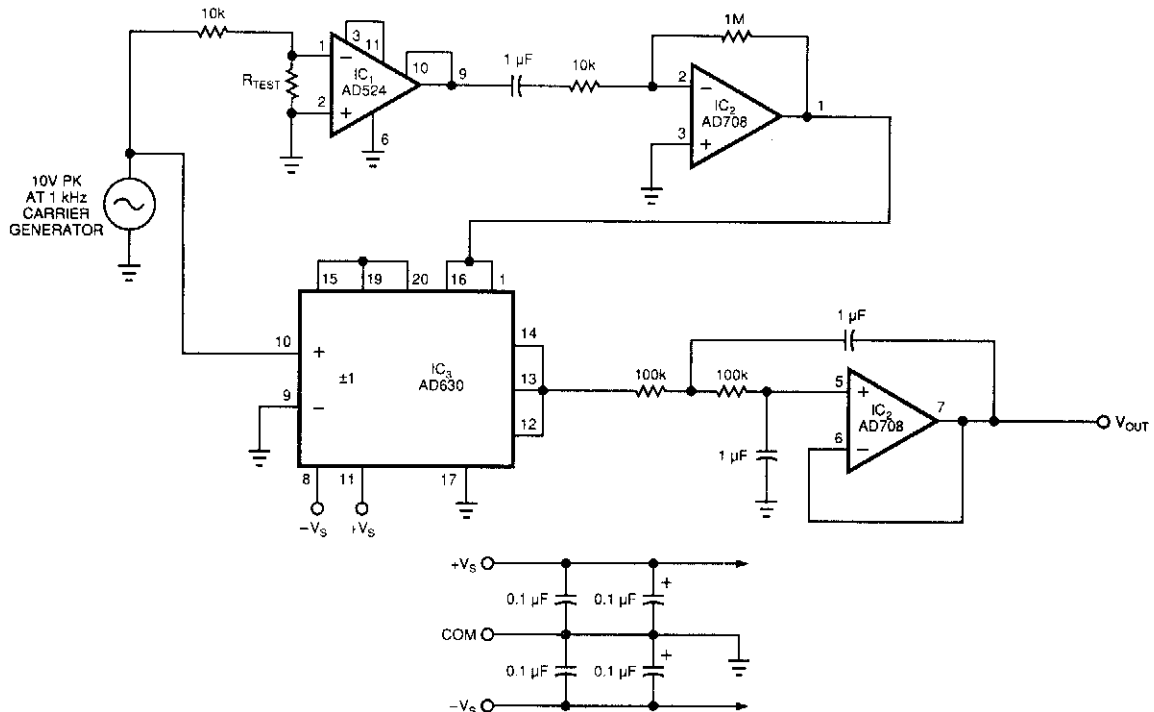 10k
1
3
11
10
9
R_TEST
IC1
AD524
2
6
1 µF
10k
1M
2
3
IC2
AD708
1
10V PK
AT 1 kHz
CARRIER
GENERATOR
15
19
20
16
1
10
+
±1
IC3
AD630
9
−
14
13
12
8
11
17
−VS
+VS
100k
100k
1 µF
1 µF
5
6
IC2
AD708
7
VOUT
+VS
0.1 µF
0.1 µF
+
COM
0.1 µF
0.1 µF
+
−VS